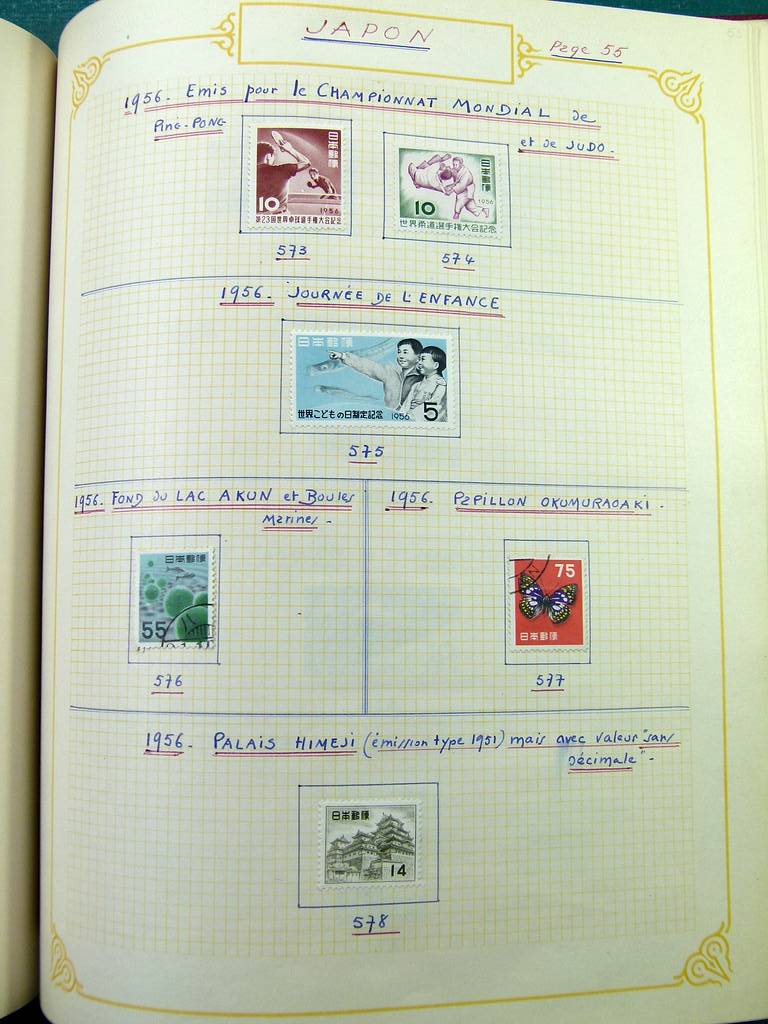 JAPON
Page 55
1956. Emis pour le CHAMPIONNAT MONDIAL de
PING-PONG
et de JUDO.
日本郵便
10
1956
第23回世界卓球選手権大会記念
日本郵便
1956
10
世界柔道選手権大会記念
573
574
1956. JOURNÉE DE L'ENFANCE
日本郵便
世界こどもの日制定記念 1956 5
575
1956. FOND DU LAC AKUN et Boules
Marines.
1956. PAPILLON OKUMURAOAKI.
日本郵便
55
75
日本郵便
576
577
1956. PALAIS HIMEJI (émission type 1951) mais avec valeur "sans
décimale".
日本郵便
14
578